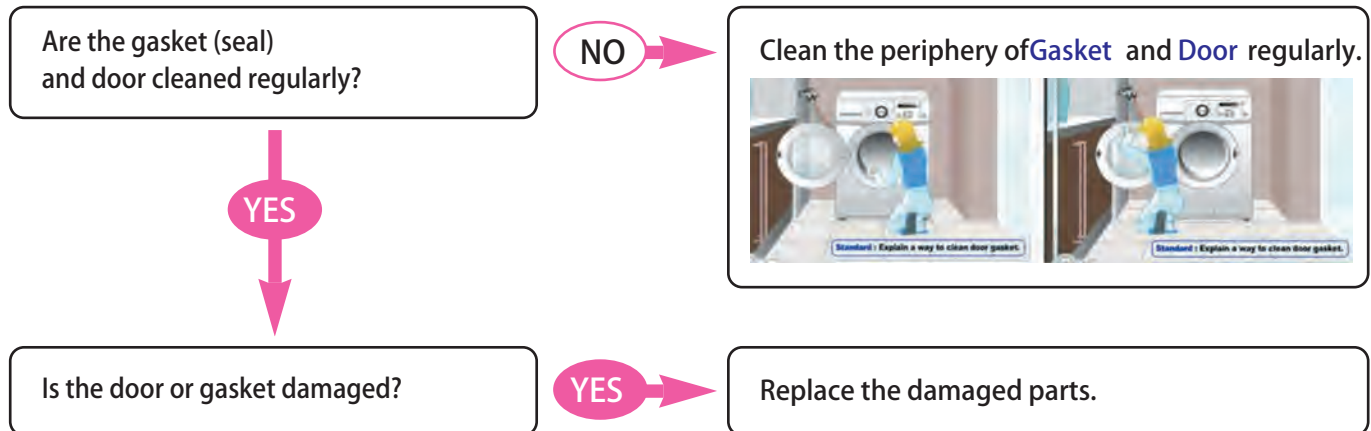 Are the gasket (seal)
and door cleaned regularly?
NO
Clean the periphery ofGasket and Door regularly.
Standard : Explain a way to clean door gasket.
Standard : Explain a way to clean door gasket.
YES
Is the door or gasket damaged?
YES
Replace the damaged parts.